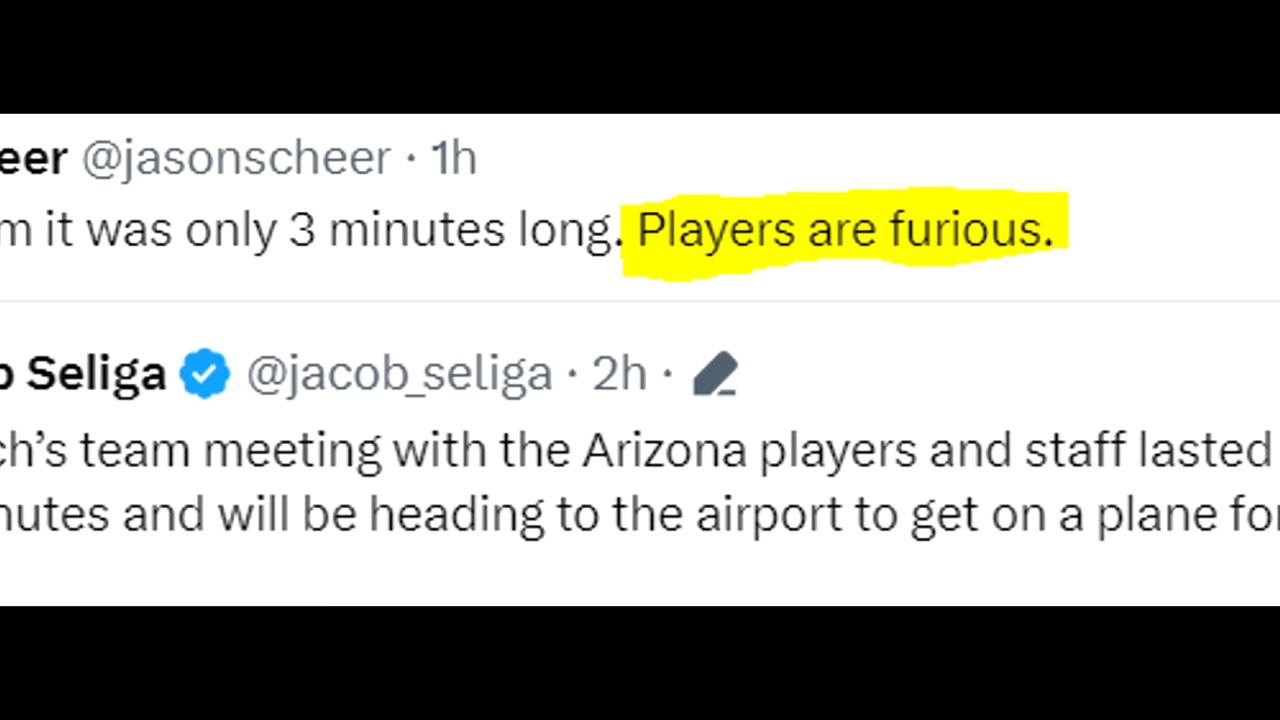 eer @jasonscheer · 1h
m it was only 3 minutes long. Players are furious.
Seliga @jacob_seliga · 2h ·
ch's team meeting with the Arizona players and staff lasted
nutes and will be heading to the airport to get on a plane for